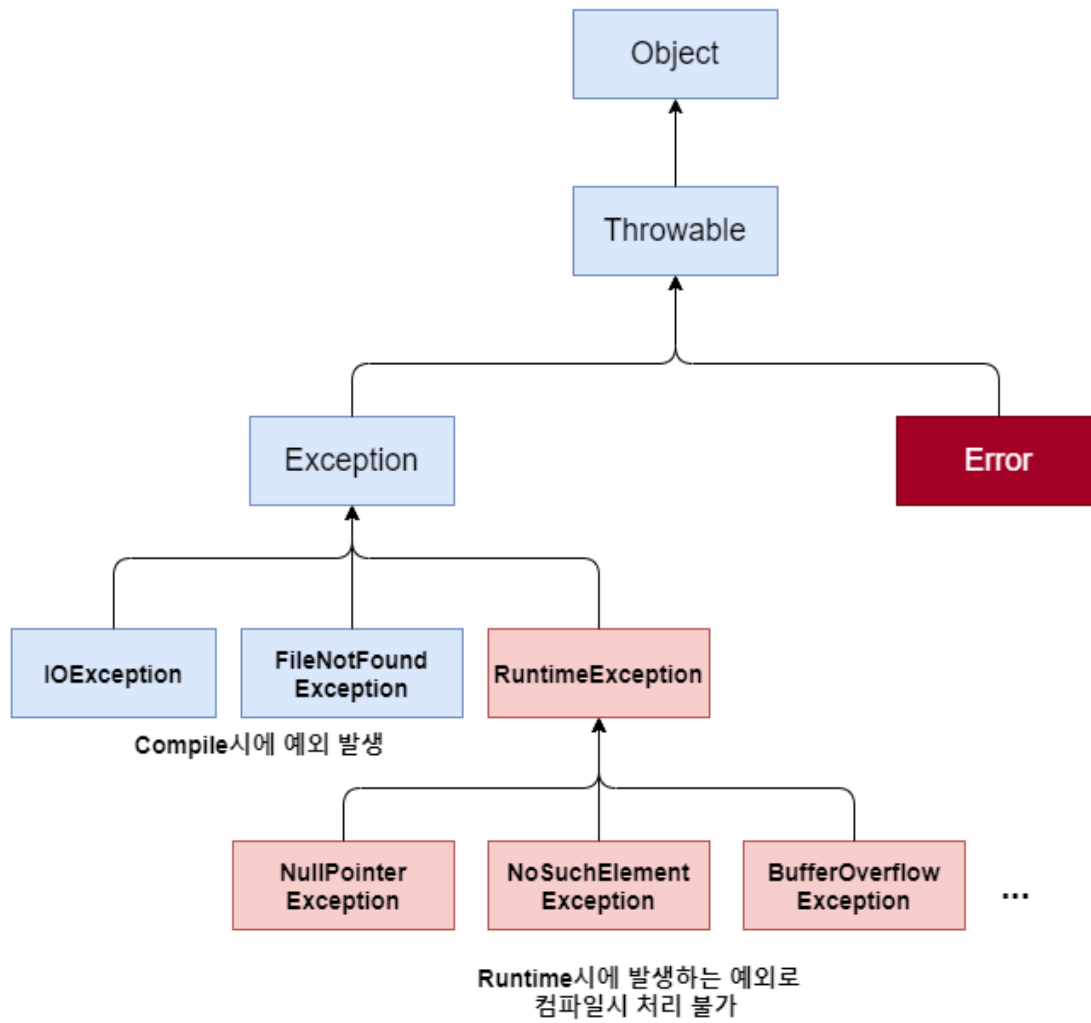 Object
Throwable
Exception
Error
IOException
FileNotFound
Exception
RuntimeException
Compile시에 예외 발생
NullPointer
Exception
NoSuchElement
Exception
BufferOverflow
Exception
...
Runtime시에 발생하는 예외로
컴파일시 처리 불가